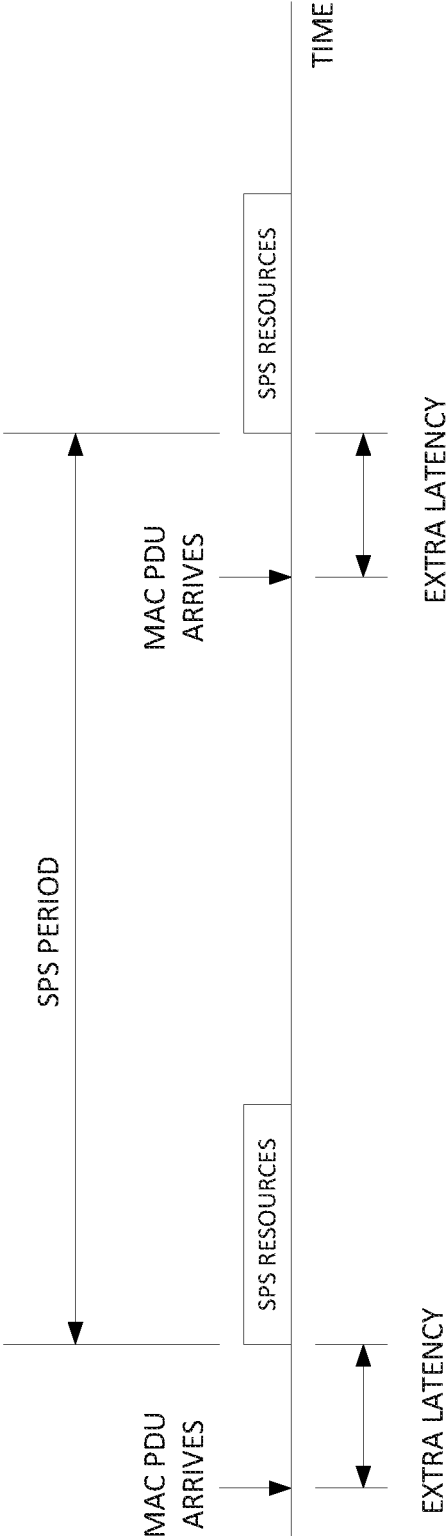 SPS PERIOD
MAC PDU
ARRIVES
MAC PDU
ARRIVES
SPS RESOURCES
SPS RESOURCES
TIME
EXTRA LATENCY
EXTRA LATENCY